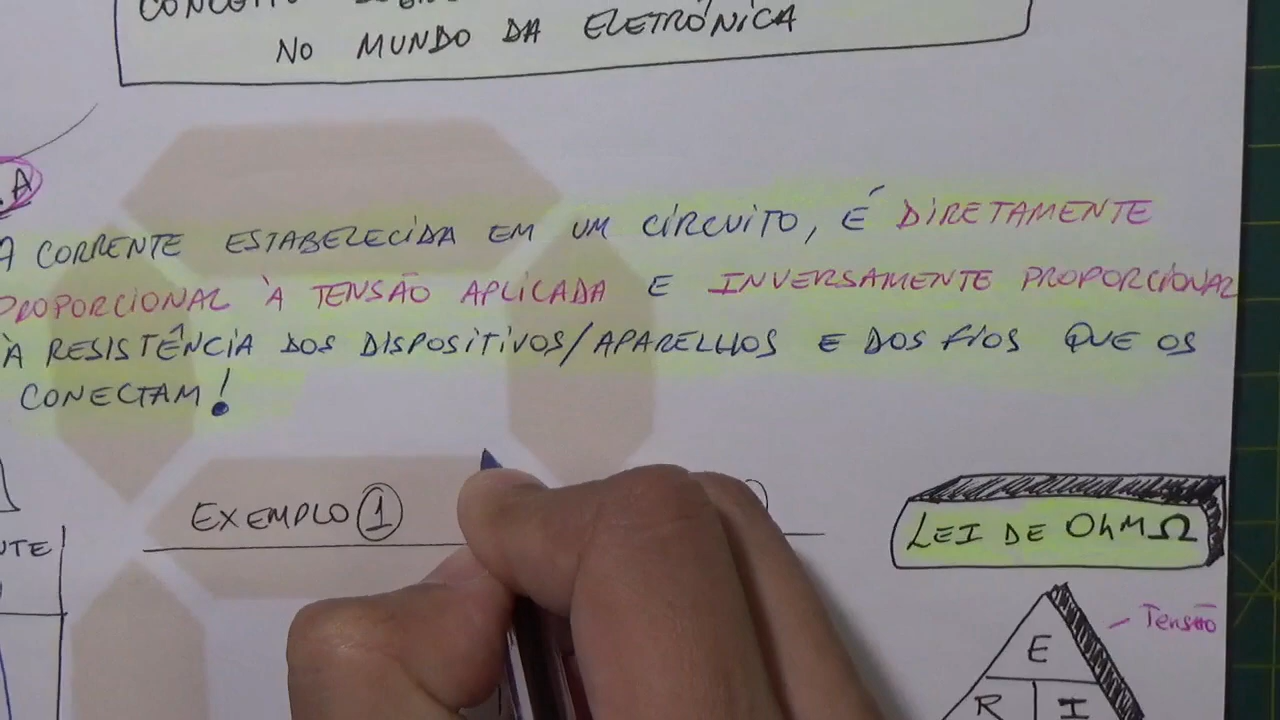 NO MUNDO DA ELETRÔNICA
A
A CORRENTE ESTABELECIDA EM UM CIRCUITO, É DIRETAMENTE
PROPORCIONAL À TENSÃO APLICADA E INVERSAMENTE PROPORCIONAL
À RESISTÊNCIA DOS DISPOSITIVOS/APARELHOS E DOS FIOS QUE OS
CONECTAM!
EXEMPLO 1
LEI DE OhMΩ
Tensão
E
R I